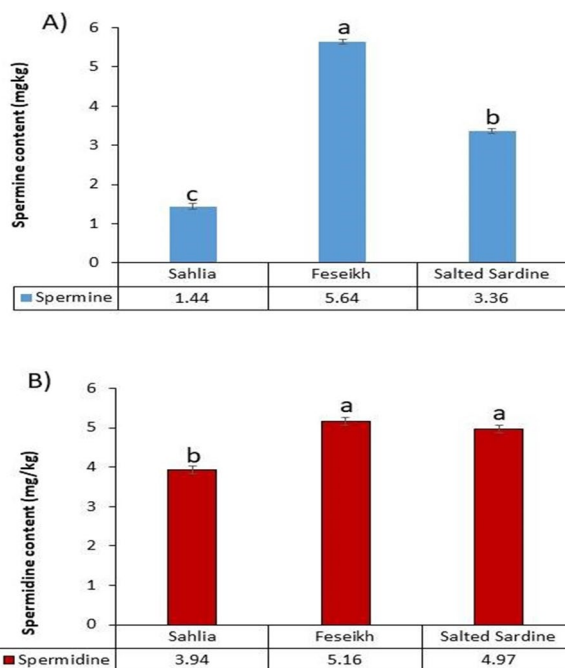 A)
Spermine content (mgkg)
6
5
4
3
2
1
0
c
a
b
Sahlia Feseikh Salted Sardine
Spermine 1.44 5.64 3.36
B)
Spermidine content (mg/kg)
6
5
4
3
2
1
0
b
a
a
Sahlia Feseikh Salted Sardine
Spermidine 3.94 5.16 4.97